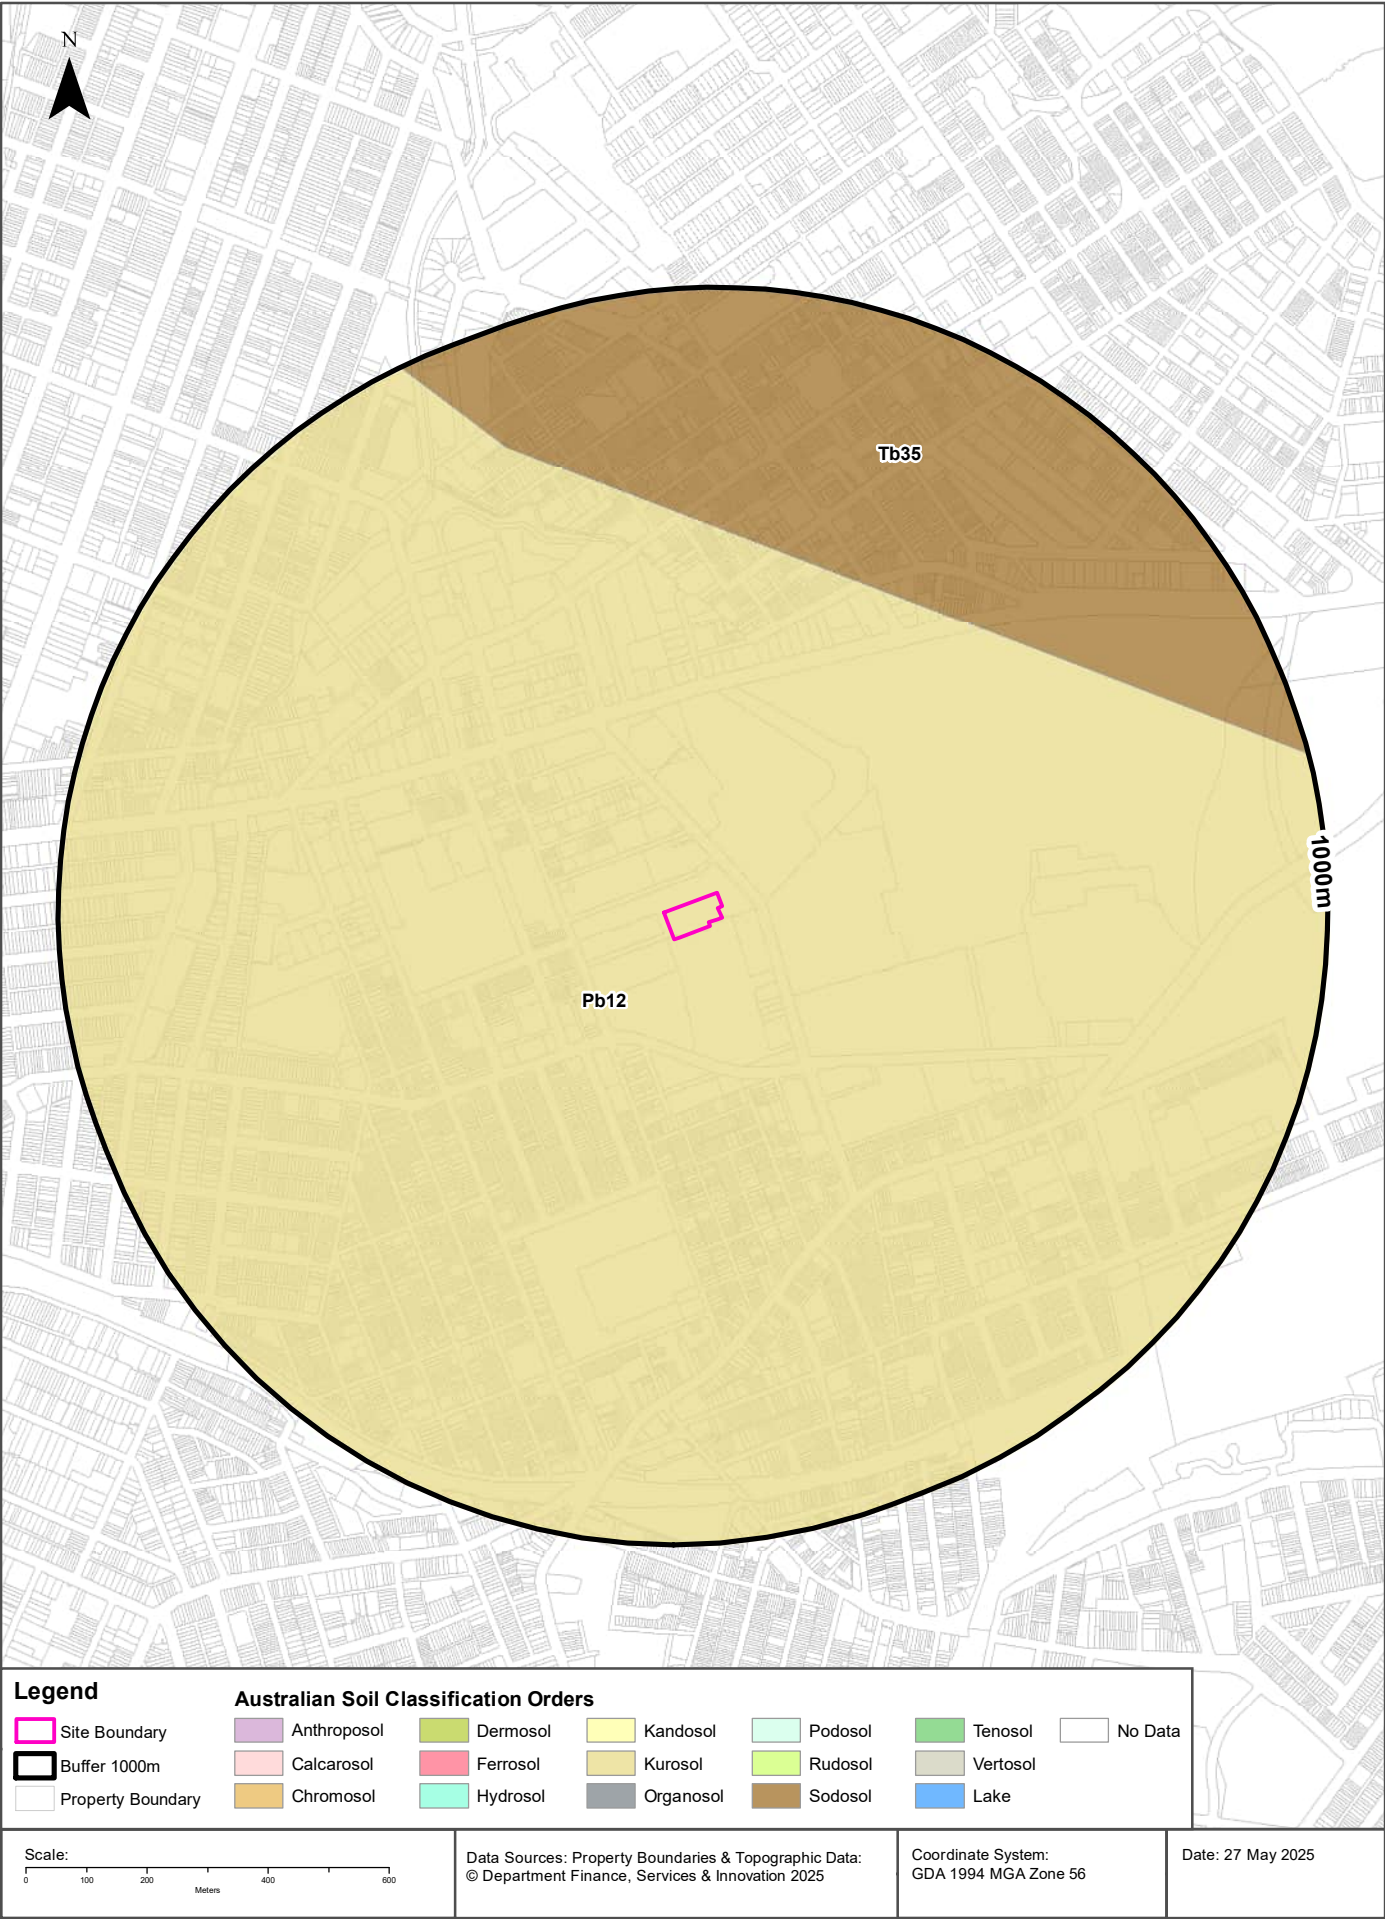 N
Tb35
1000m
Pb12
Legend
Site Boundary
Buffer 1000m
Property Boundary
Australian Soil Classification Orders
Anthroposol
Calcarosol
Chromosol
Dermosol
Ferrosol
Hydrosol
Kandosol
Kurosol
Organosol
Podosol
Rudosol
Sodosol
Tenosol
Vertosol
Lake
No Data
Scale:
0 100 200 400 600
Meters
Data Sources: Property Boundaries & Topographic Data:
© Department Finance, Services & Innovation 2025
Coordinate System:
GDA 1994 MGA Zone 56
Date: 27 May 2025